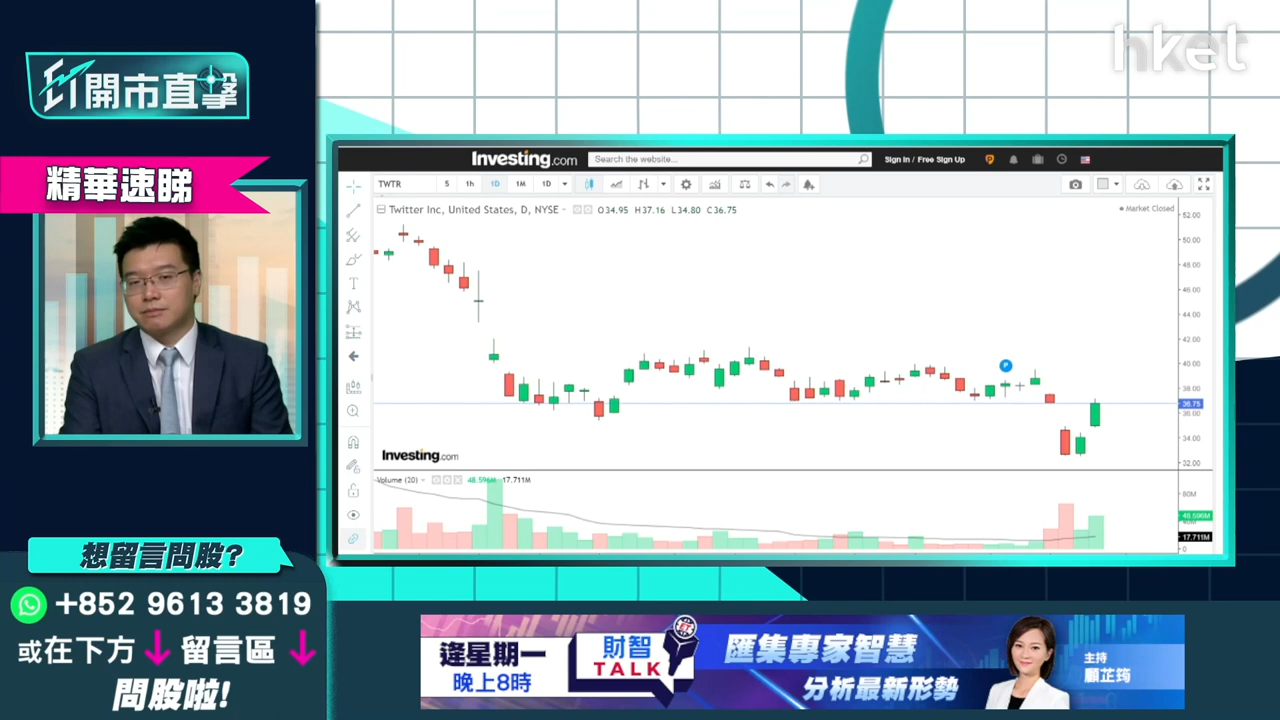 hket
ET開市直擊
精華速睇
Investing.com
Search the website...
Sign In / Free Sign Up
TWTR
5
1h
1D
1M
1D
Twitter Inc, United States, D, NYSE
O34.95 H37.16 L34.80 C36.75
Market Closed
52.00
50.00
48.00
46.00
44.00
42.00
40.00
38.00
36.75
36.00
34.00
32.00
P
Investing.com
Volume (20)
48.596M
17.711M
80M
48.596M
40M
17.711M
0
想留言問股?
+852 9613 3819
或在下方↓留言區↓
問股啦!
逢星期一
晚上8時
財智
TALK
匯集專家智慧
分析最新形勢
主持
顧芷筠